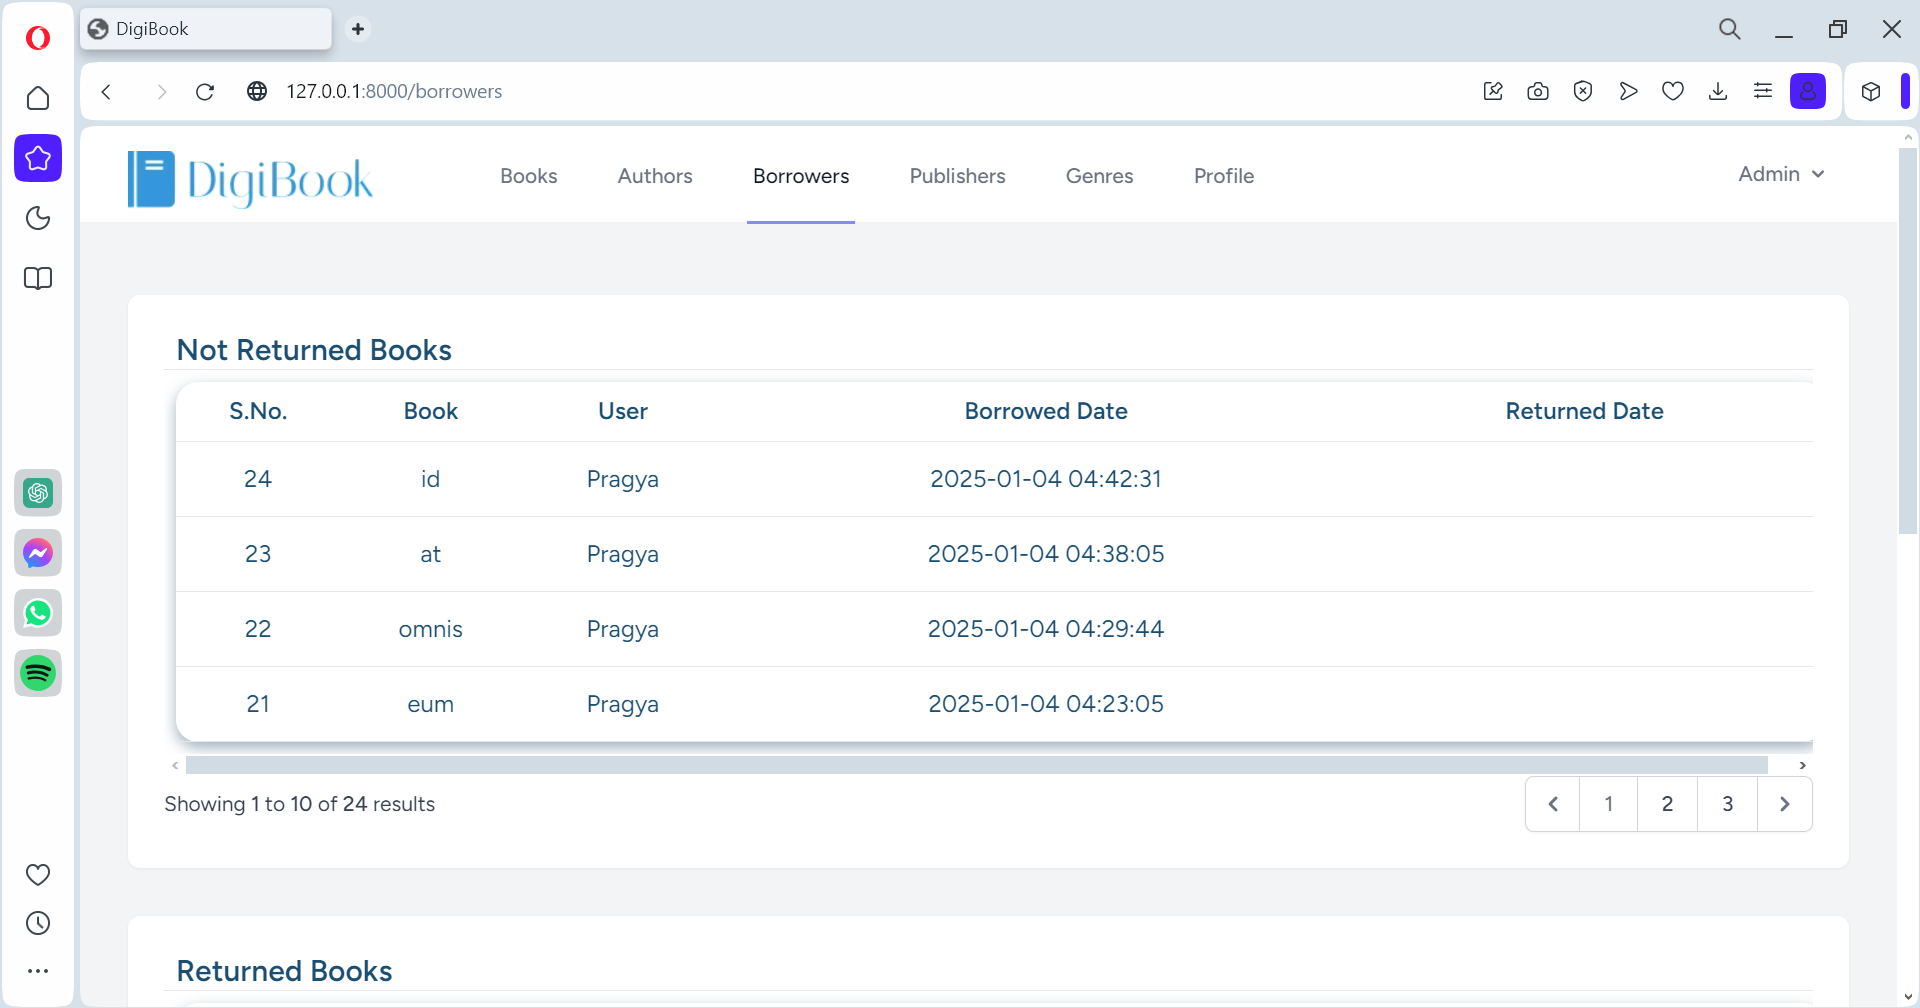 DigiBook
127.0.0.1:8000/borrowers
DigiBook Books Authors Borrowers Publishers Genres Profile Admin
Not Returned Books
S.No. Book User Borrowed Date Returned Date
24 id Pragya 2025-01-04 04:42:31
23 at Pragya 2025-01-04 04:38:05
22 omnis Pragya 2025-01-04 04:29:44
21 eum Pragya 2025-01-04 04:23:05
Showing 1 to 10 of 24 results 1 2 3
Returned Books